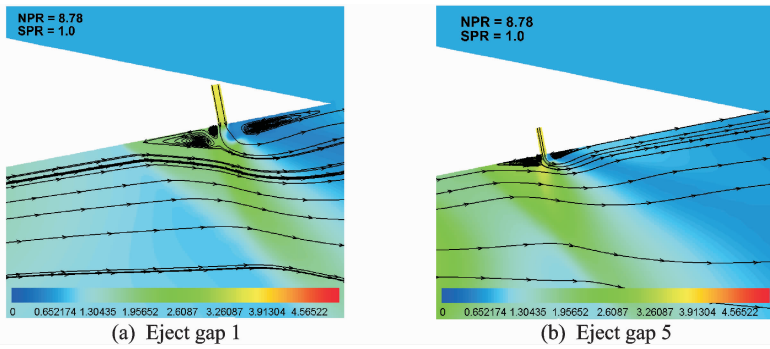 NPR = 8.78
SPR = 1.0
0 0.652174 1.30435 1.95652 2.6087 3.26087 3.91304 4.56522
(a) Eject gap 1
NPR = 8.78
SPR = 1.0
0 0.652174 1.30435 1.95652 2.6087 3.26087 3.91304 4.56522
(b) Eject gap 5